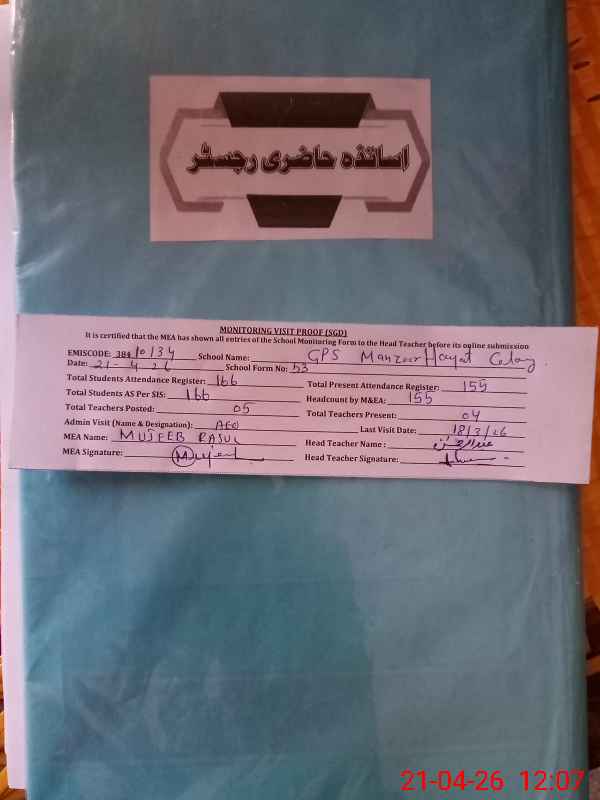 اساتذہ حاضری رجسٹر
MONITORING VISIT PROOF (SGD)
It is certified that the MEA has shown all entries of the School Monitoring Form to the Head Teacher before its online submission
EMISCODE: 384 10134 School Name: GPS Manzoor Hayat Colony
Date: 21-4-26 School Form No: 53
Total Students Attendance Register: 166 Total Present Attendance Register: 155
Total Students AS Per SIS: 166 Headcount by M&EA: 155
Total Teachers Posted: 05 Total Teachers Present: 04
Admin Visit (Name & Designation): AEO Last Visit Date: 18/3/26
MEA Name: MUJEEB RASUL Head Teacher Name:
MEA Signature: Head Teacher Signature:
21-04-26 12:07